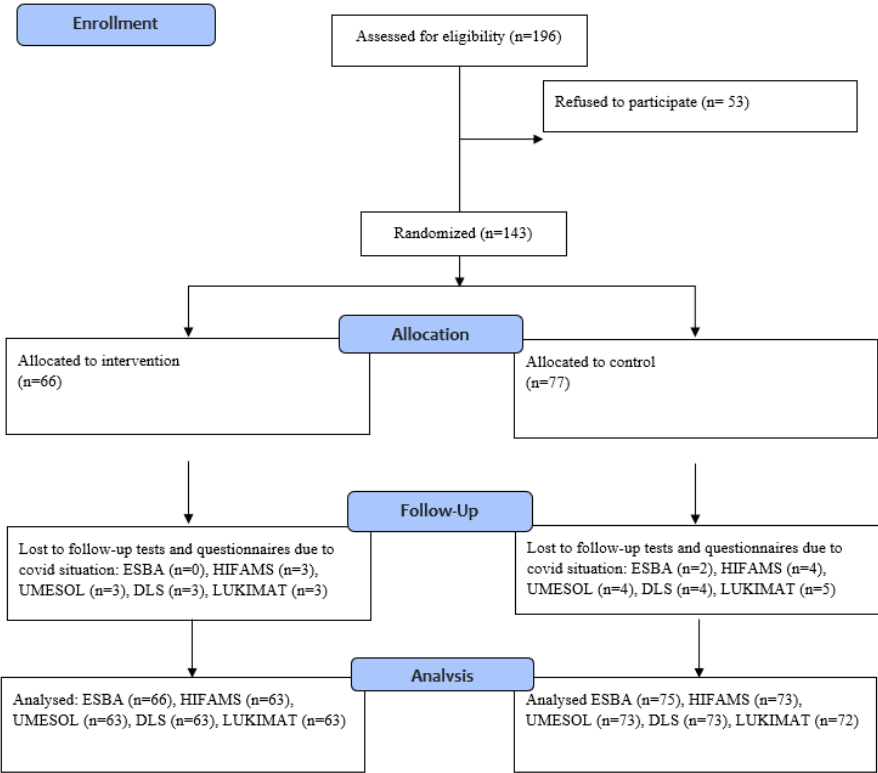 Enrollment
Assessed for eligibility (n=196)
Refused to participate (n= 53)
Randomized (n=143)
Allocation
Allocated to intervention
(n=66)
Allocated to control
(n=77)
Follow-Up
Lost to follow-up tests and questionnaires due to
covid situation: ESBA (n=0), HIFAMS (n=3),
UMESOL (n=3), DLS (n=3), LUKIMAT (n=3)
Lost to follow-up tests and questionnaires due to
covid situation: ESBA (n=2), HIFAMS (n=4),
UMESOL (n=4), DLS (n=4), LUKIMAT (n=5)
Analysis
Analysed: ESBA (n=66), HIFAMS (n=63),
UMESOL (n=63), DLS (n=63), LUKIMAT (n=63)
Analysed ESBA (n=75), HIFAMS (n=73),
UMESOL (n=73), DLS (n=73), LUKIMAT (n=72)